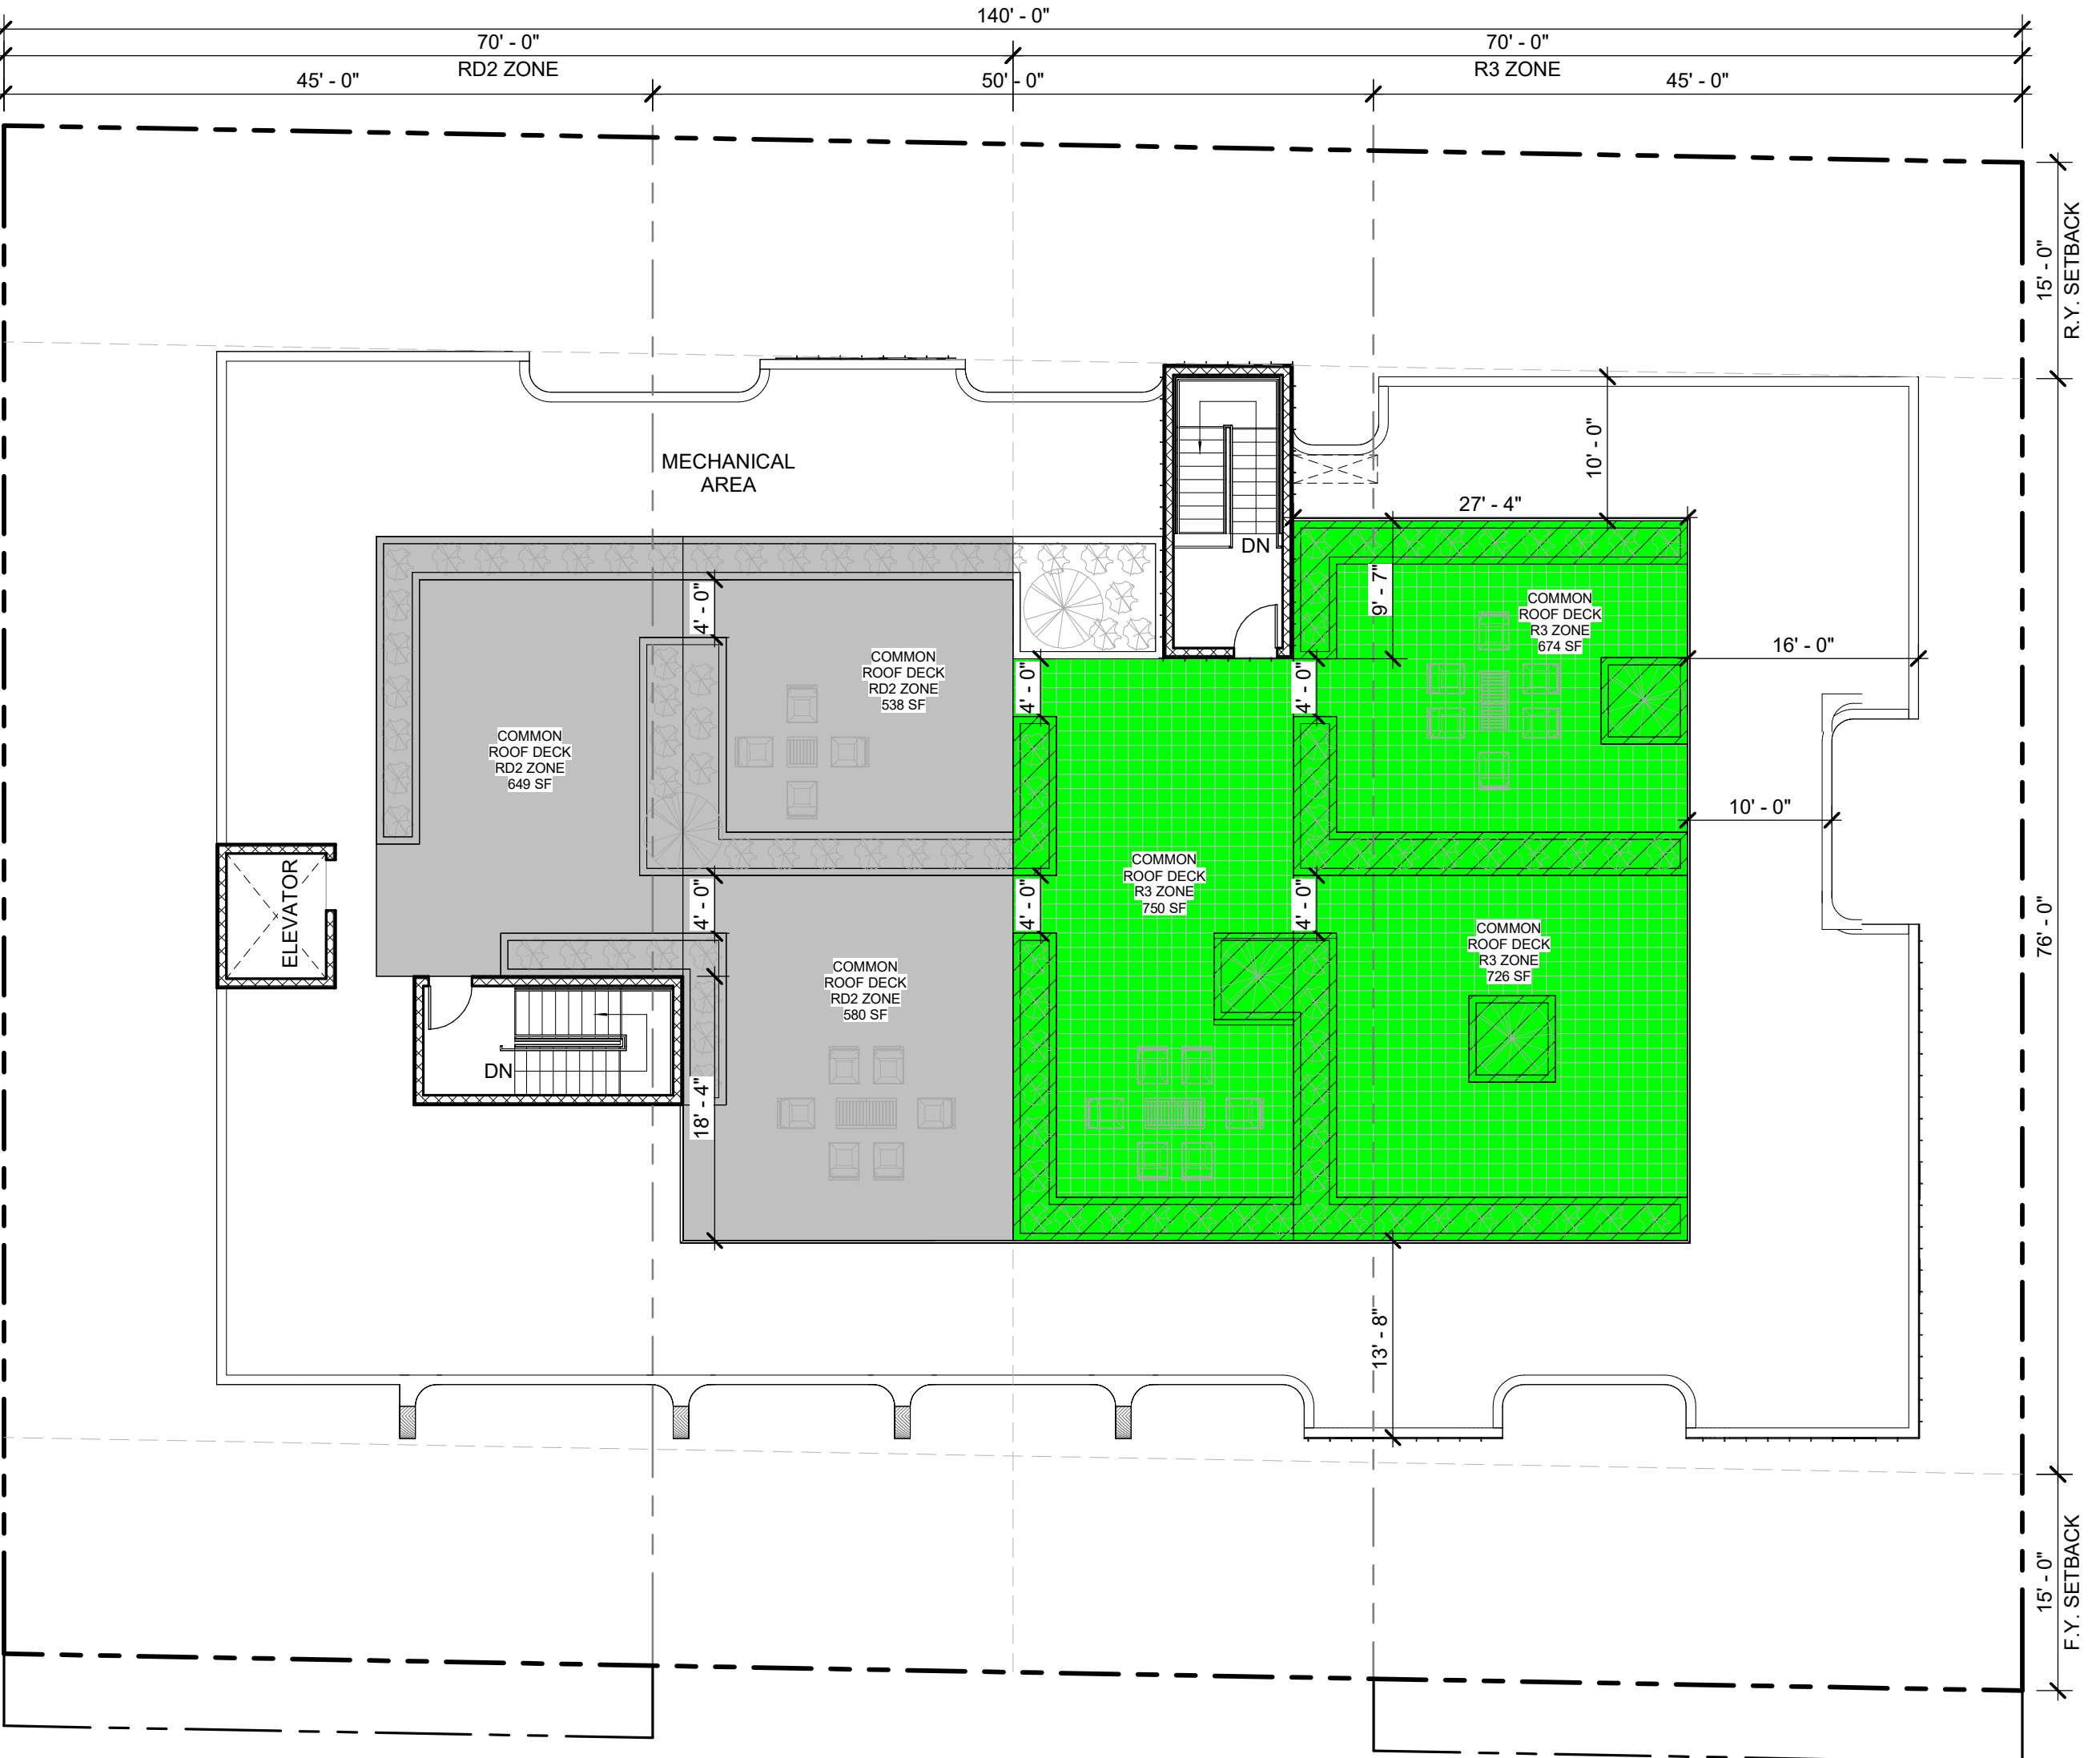 140' - 0"
70' - 0"
70' - 0"
RD2 ZONE
R3 ZONE
45' - 0"
50' - 0"
45' - 0"
15' - 0"
R.Y. SETBACK
MECHANICAL
AREA
10' - 0"
27' - 4"
DN
9' - 7"
4' - 0"
COMMON
ROOF DECK
R3 ZONE
674 SF
16' - 0"
COMMON
ROOF DECK
RD2 ZONE
538 SF
4' - 0"
4' - 0"
COMMON
ROOF DECK
RD2 ZONE
649 SF
10' - 0"
COMMON
ROOF DECK
R3 ZONE
750 SF
ELEVATOR
4' - 0"
4' - 0"
4' - 0"
COMMON
ROOF DECK
R3 ZONE
726 SF
76' - 0"
COMMON
ROOF DECK
RD2 ZONE
580 SF
DN
18' - 4"
13' - 8"
15' - 0"
F.Y. SETBACK